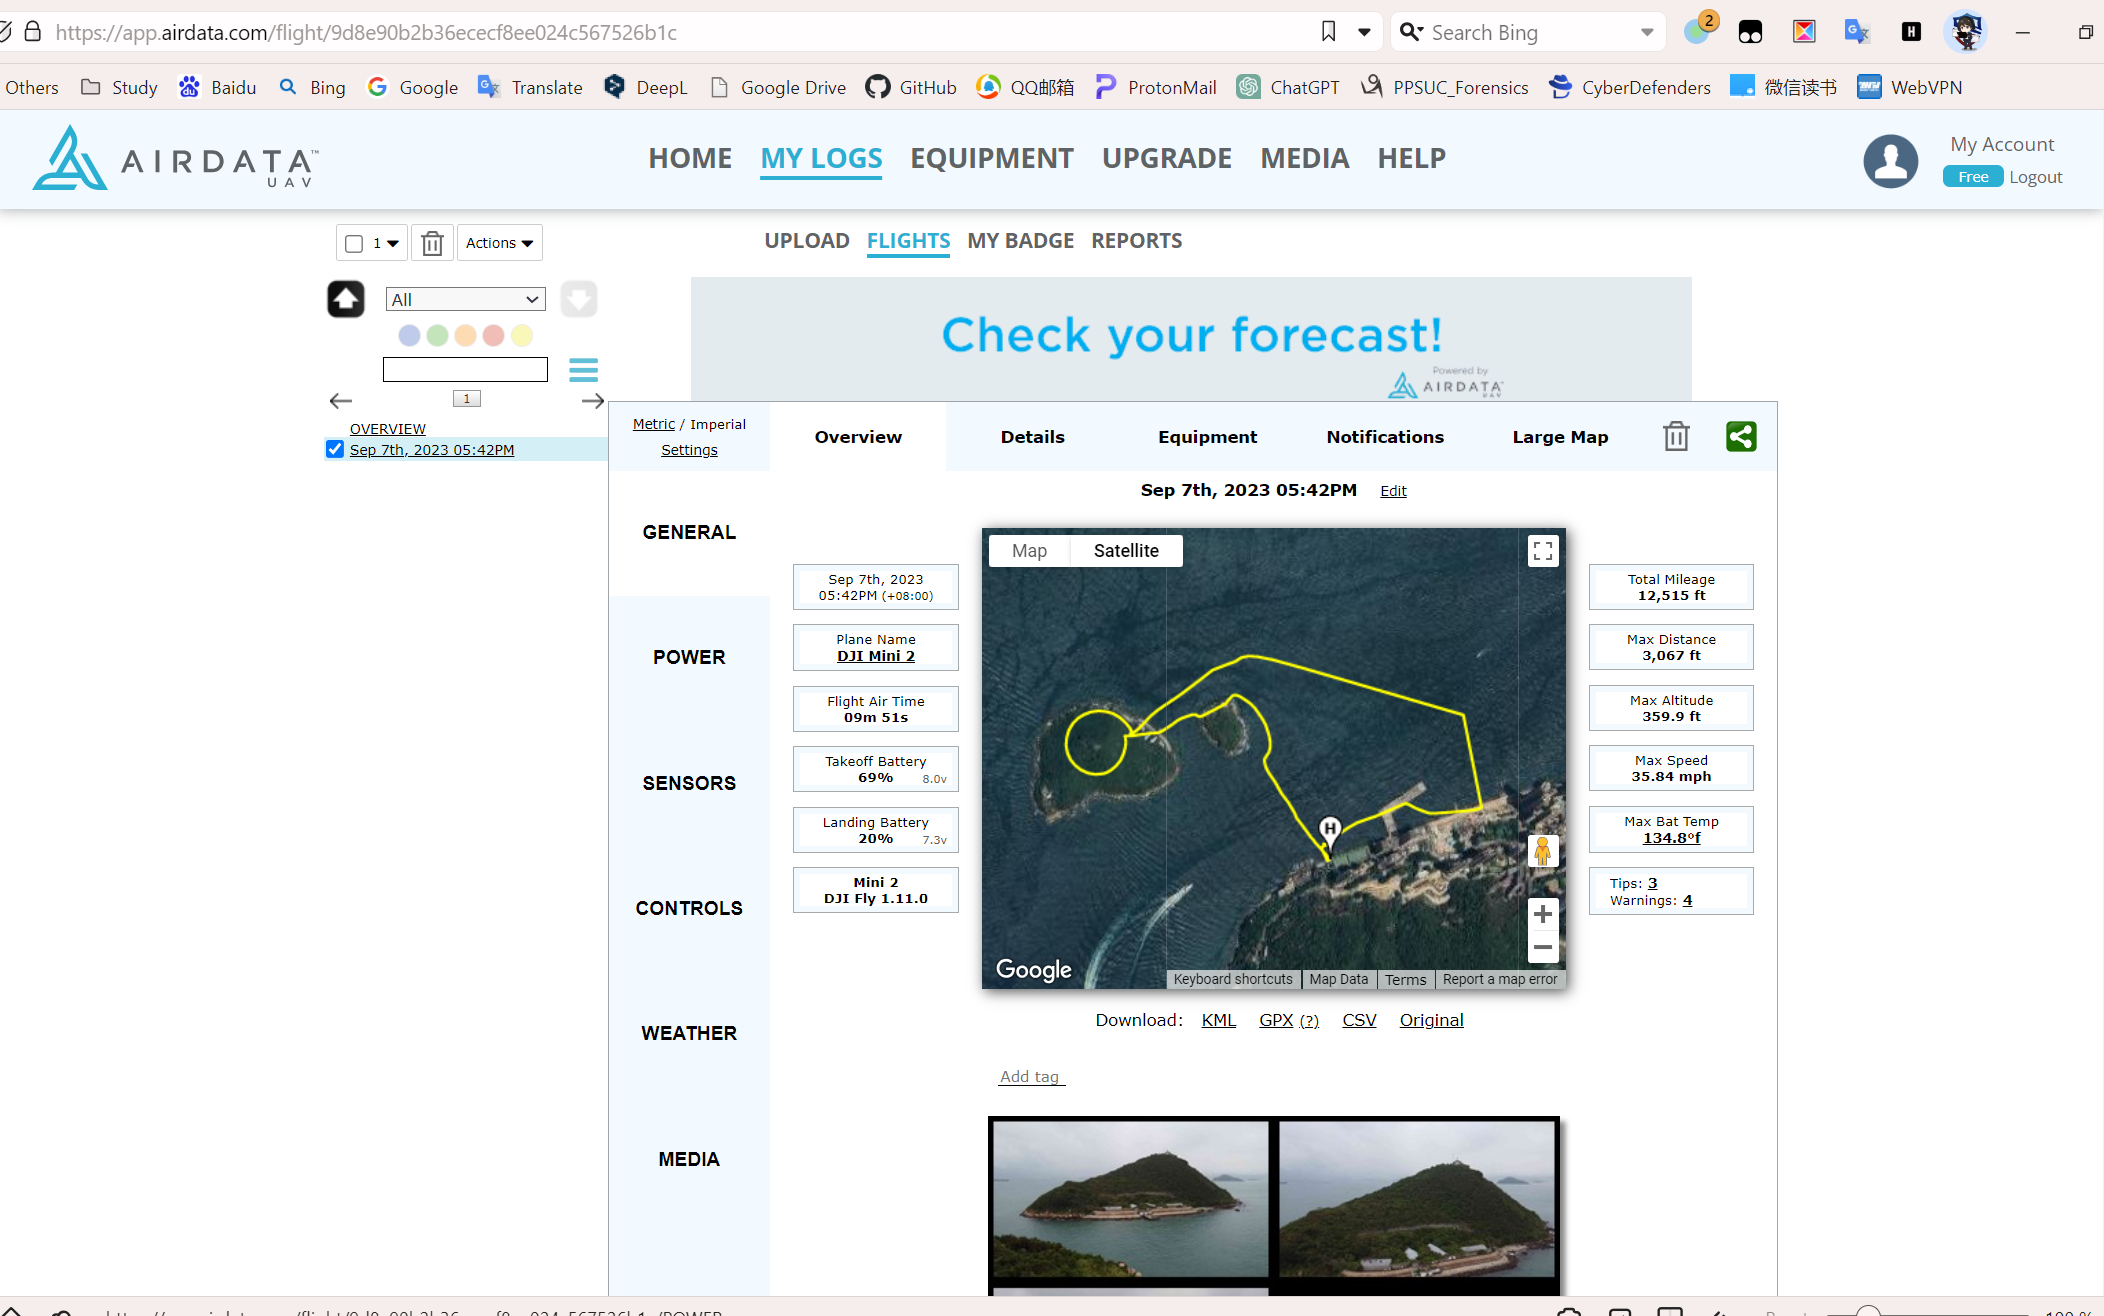 https://app.airdata.com/flight/9d8e90b2b36ececf8ee024c567526b1c
Search Bing
2
Others Study Baidu Bing Google Translate DeepL Google Drive GitHub QQ邮箱 ProtonMail ChatGPT PPSUC_Forensics CyberDefenders 微信读书 WebVPN
AIRDATA™
UAV
HOME MY LOGS EQUIPMENT UPGRADE MEDIA HELP
My Account
Free Logout
1 Actions
UPLOAD FLIGHTS MY BADGE REPORTS
All
Check your forecast!
Powered by
AIRDATA
UAV
1
OVERVIEW
Sep 7th, 2023 05:42PM
Metric / Imperial
Settings
Overview Details Equipment Notifications Large Map
Sep 7th, 2023 05:42PM Edit
GENERAL
POWER
SENSORS
CONTROLS
WEATHER
MEDIA
Sep 7th, 2023
05:42PM (+08:00)
Plane Name
DJI Mini 2
Flight Air Time
09m 51s
Takeoff Battery
69% 8.0v
Landing Battery
20% 7.3v
Mini 2
DJI Fly 1.11.0
Map Satellite
H
Google
Keyboard shortcuts Map Data Terms Report a map error
Total Mileage
12,515 ft
Max Distance
3,067 ft
Max Altitude
359.9 ft
Max Speed
35.84 mph
Max Bat Temp
134.8°f
Tips: 3
Warnings: 4
Download: KML GPX (?) CSV Original
Add tag